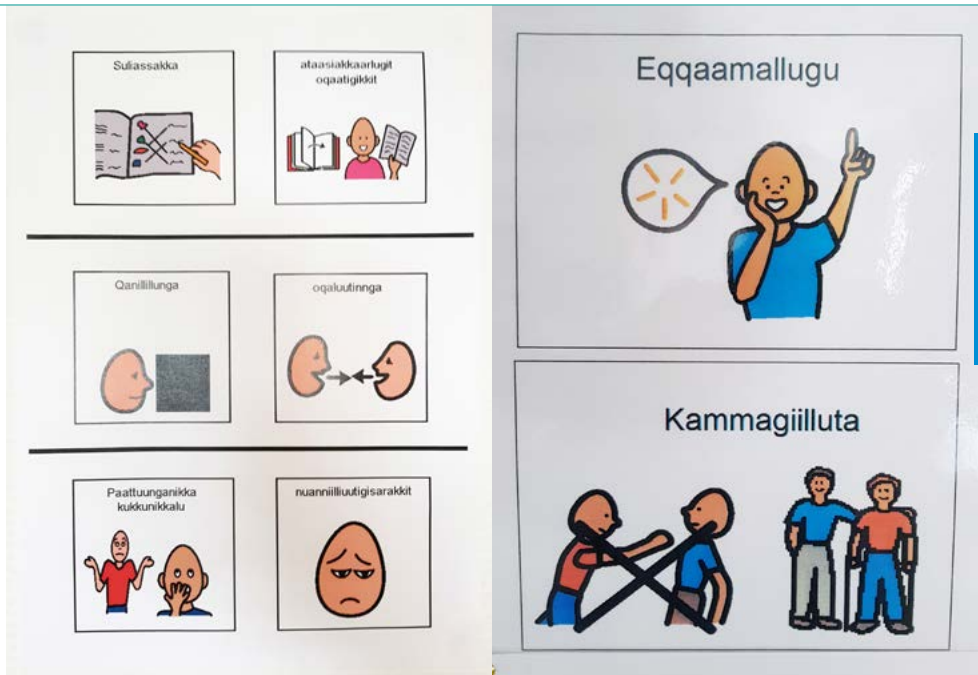 Suliassakka
ataasiakkaarlugit
oqaatigikkit
Qanillillunga
oqaluutinnga
Paattuunganikka
kukkunikkalu
nuanniilliuutigisarakkit
Eqqaamallugu
Kammagiilluta